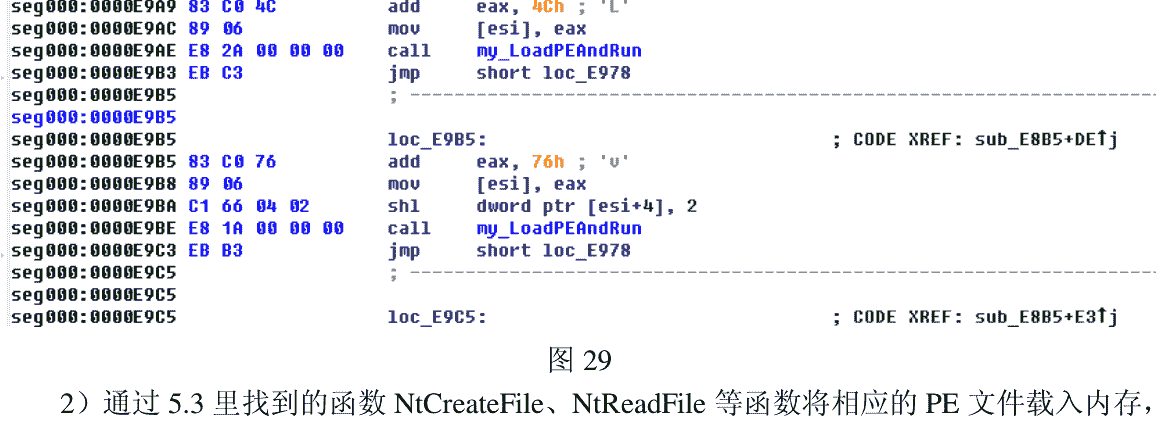 seg000:0000E9A9 83 C0 4C add eax, 4Ch ; 'L'
seg000:0000E9AC 89 06 mov [esi], eax
seg000:0000E9AE E8 2A 00 00 00 call my_LoadPEAndRun
seg000:0000E9B3 EB C3 jmp short loc_E978
seg000:0000E9B5 ; ---------------------------------------------------------------------------
seg000:0000E9B5
seg000:0000E9B5 loc_E9B5: ; CODE XREF: sub_E8B5+DE↑j
seg000:0000E9B5 83 C0 76 add eax, 76h ; 'v'
seg000:0000E9B8 89 06 mov [esi], eax
seg000:0000E9BA C1 66 04 02 shl dword ptr [esi+4], 2
seg000:0000E9BE E8 1A 00 00 00 call my_LoadPEAndRun
seg000:0000E9C3 EB B3 jmp short loc_E978
seg000:0000E9C5 ; ---------------------------------------------------------------------------
seg000:0000E9C5
seg000:0000E9C5 loc_E9C5: ; CODE XREF: sub_E8B5+E3↑j
图 29
2）通过 5.3 里找到的函数 NtCreateFile、NtReadFile 等函数将相应的 PE 文件载入内存，